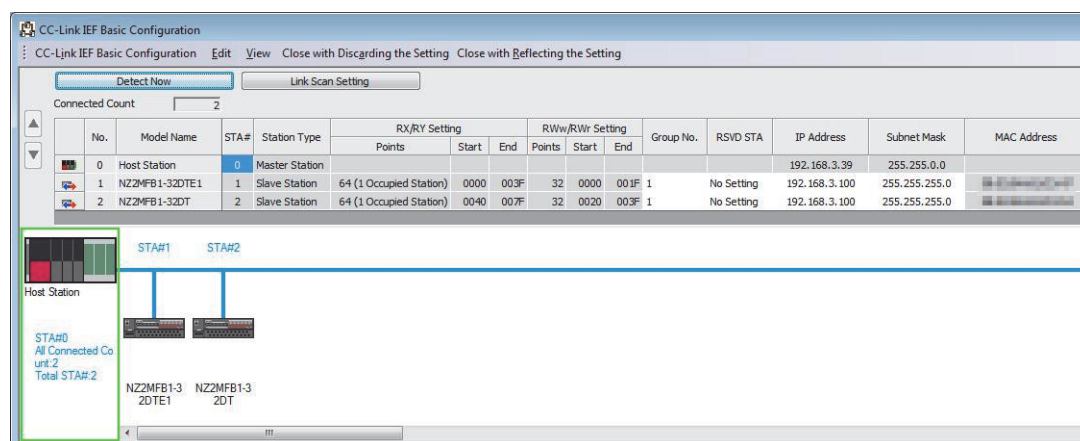 CC-Link IEF Basic Configuration
CC-Link IEF Basic Configuration Edit View Close with Discarding the Setting Close with Reflecting the Setting
Detect Now Link Scan Setting
Connected Count 2
No. Model Name STA# Station Type RX/RY Setting RWw/RWr Setting Group No. RSVD STA IP Address Subnet Mask MAC Address
Points Start End Points Start End
0 Host Station 0 Master Station 192.168.3.39 255.255.0.0
1 NZ2MFB1-32DTE1 1 Slave Station 64 (1 Occupied Station) 0000 003F 32 0000 001F 1 No Setting 192.168.3.100 255.255.255.0
2 NZ2MFB1-32DT 2 Slave Station 64 (1 Occupied Station) 0040 007F 32 0020 003F 1 No Setting 192.168.3.100 255.255.255.0
STA#1 STA#2
Host Station
STA#0
All Connected Co
unt:2
Total STA#:2
NZ2MFB1-3
2DTE1
NZ2MFB1-3
2DT